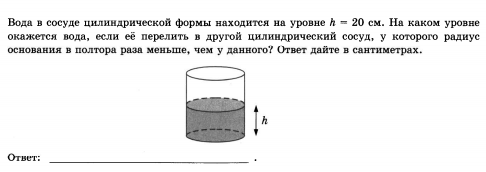 Вода в сосуде цилиндрической формы находится на уровне h = 20 см. На каком уровне
окажется вода, если её перелить в другой цилиндрический сосуд, у которого радиус
основания в полтора раза меньше, чем у данного? Ответ дайте в сантиметрах.
h
Ответ: ______________________________ .